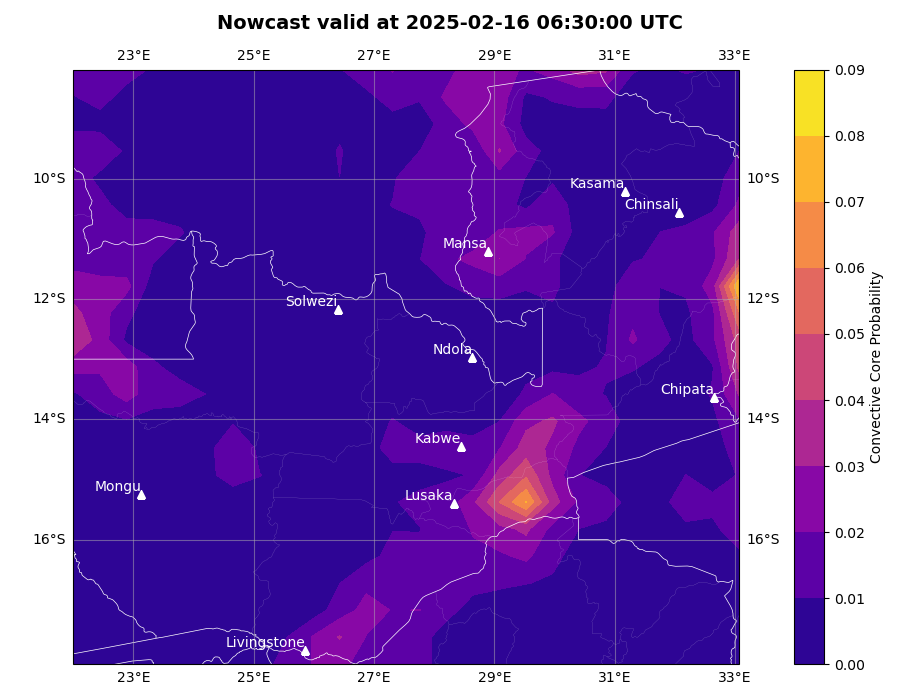 Nowcast valid at 2025-02-16 06:30:00 UTC
23°E 25°E 27°E 29°E 31°E 33°E
0.09
0.08
10°S 10°S
Kasama
Chinsali
0.07
Mansa
0.06
12°S 12°S
Solwezi
0.05
Ndola
Convective Core Probability
Chipata
0.04
14°S 14°S
Kabwe
0.03
Mongu
Lusaka
0.02
16°S 16°S
0.01
Livingstone
0.00
23°E 25°E 27°E 29°E 31°E 33°E